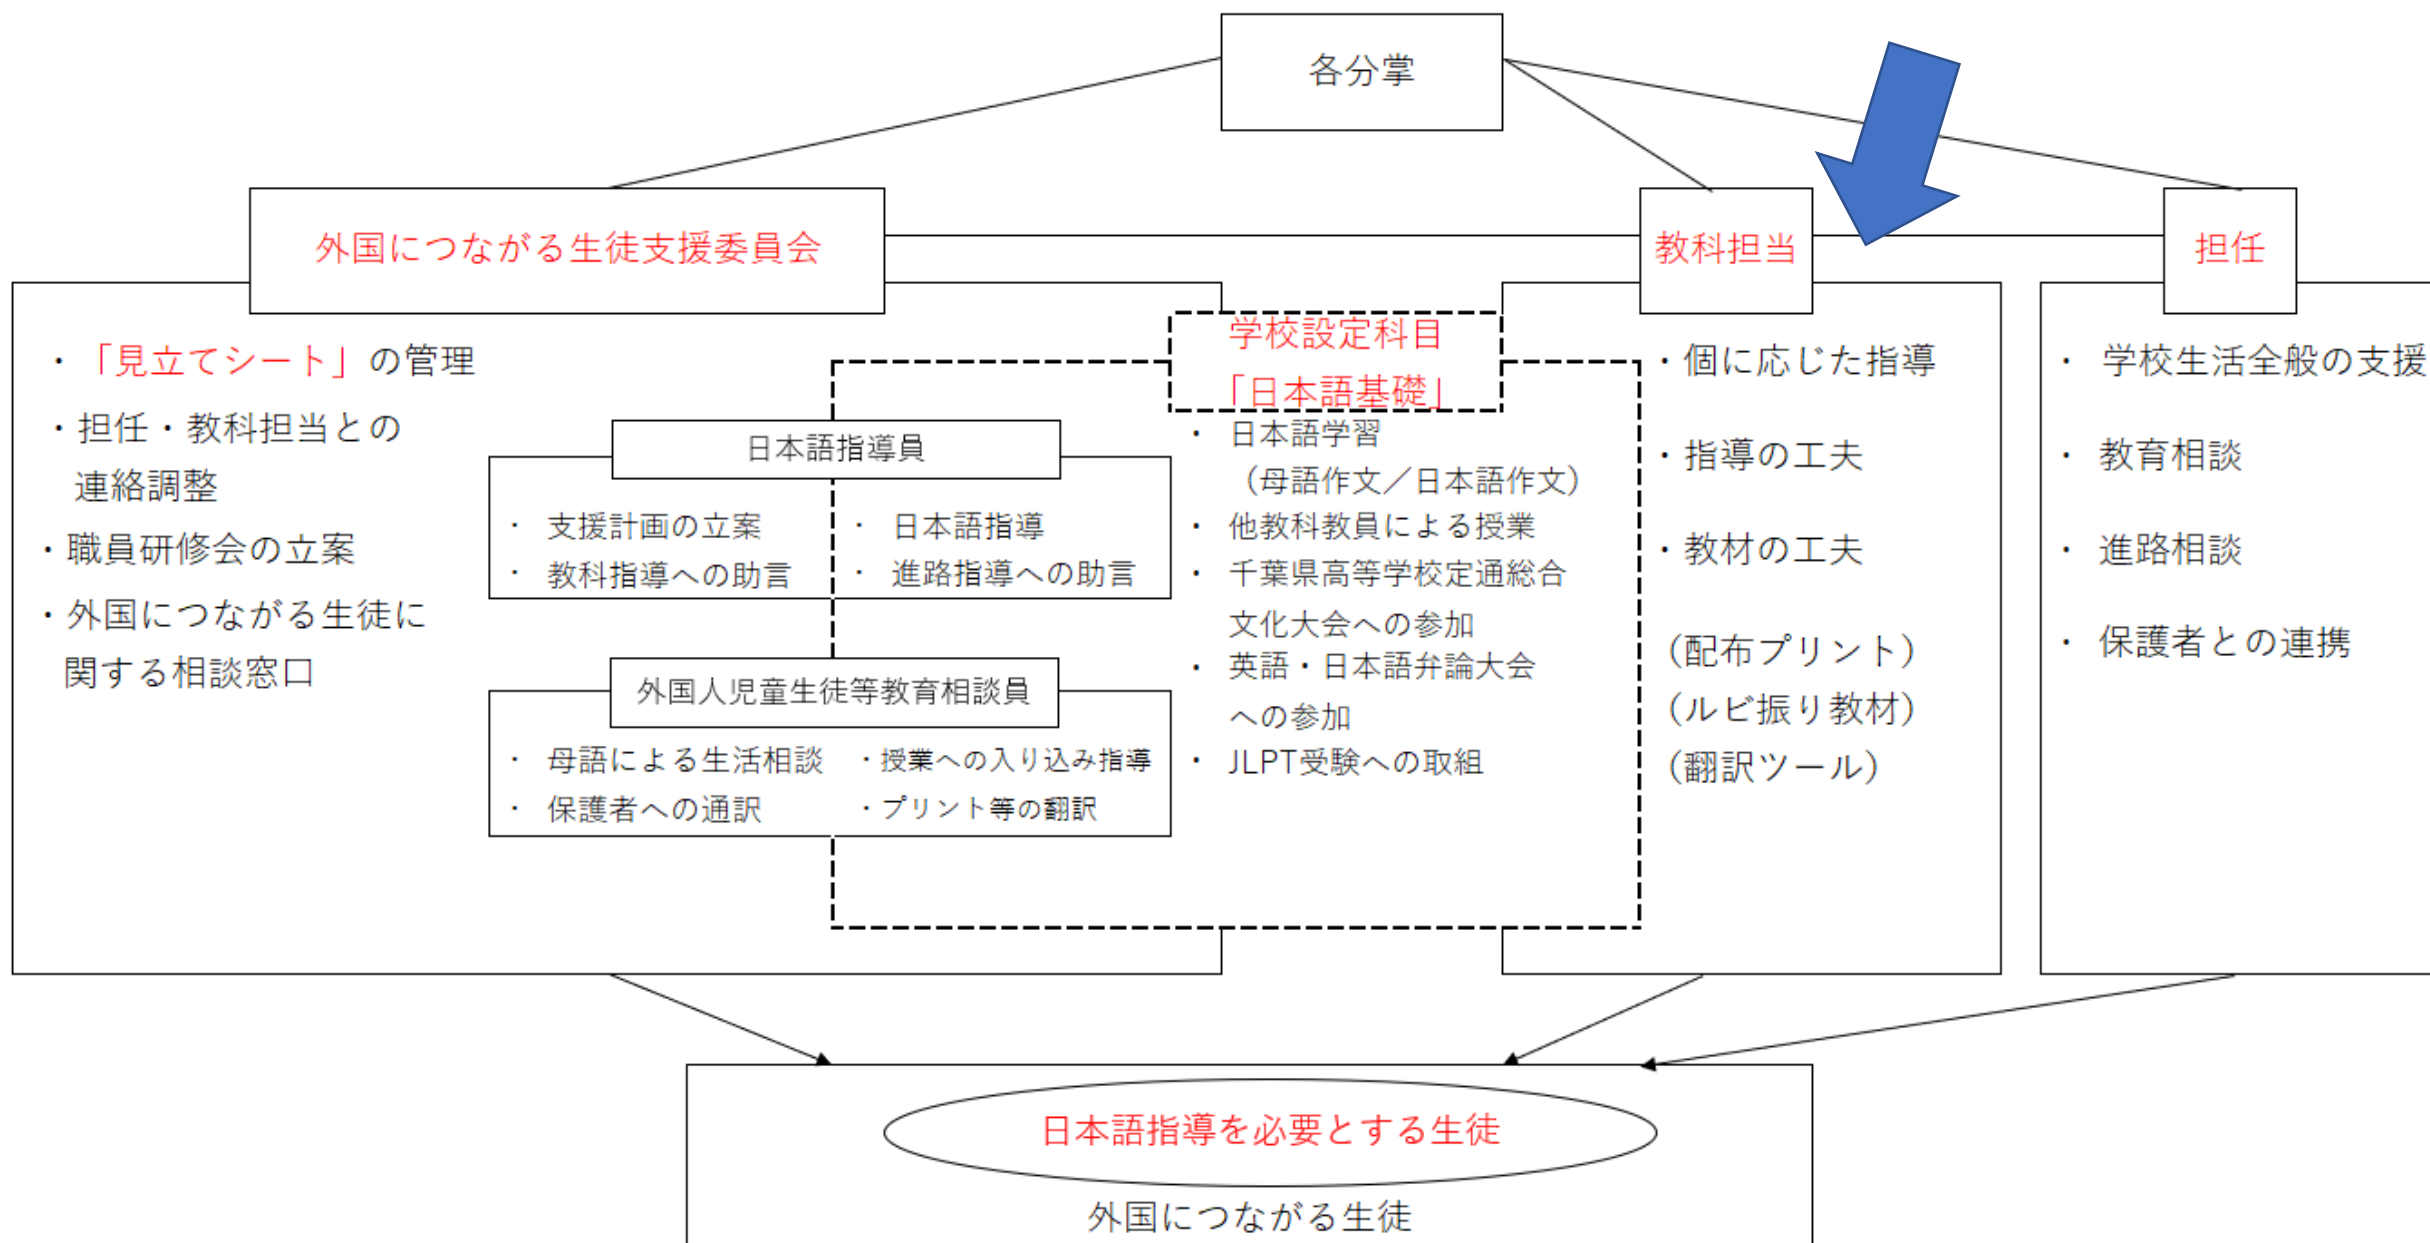 各分掌
外国につながる生徒支援委員会
教科担当
担任
・「見立てシート」の管理
・担任・教科担当との
連絡調整
・職員研修会の立案
・外国につながる生徒に
関する相談窓口
日本語指導員
・ 支援計画の立案
・ 教科指導への助言
・ 日本語指導
・ 進路指導への助言
外国人児童生徒等教育相談員
・ 母語による生活相談
・ 保護者への通訳
・授業への入り込み指導
・プリント等の翻訳
学校設定科目
「日本語基礎」
・ 日本語学習
（母語作文／日本語作文）
・ 他教科教員による授業
・ 千葉県高等学校定通総合
文化大会への参加
・ 英語・日本語弁論大会
への参加
・ JLPT受験への取組
・個に応じた指導
・指導の工夫
・教材の工夫
（配布プリント）
（ルビ振り教材）
（翻訳ツール）
・ 学校生活全般の支援
・ 教育相談
・ 進路相談
・ 保護者との連携
日本語指導を必要とする生徒
外国につながる生徒